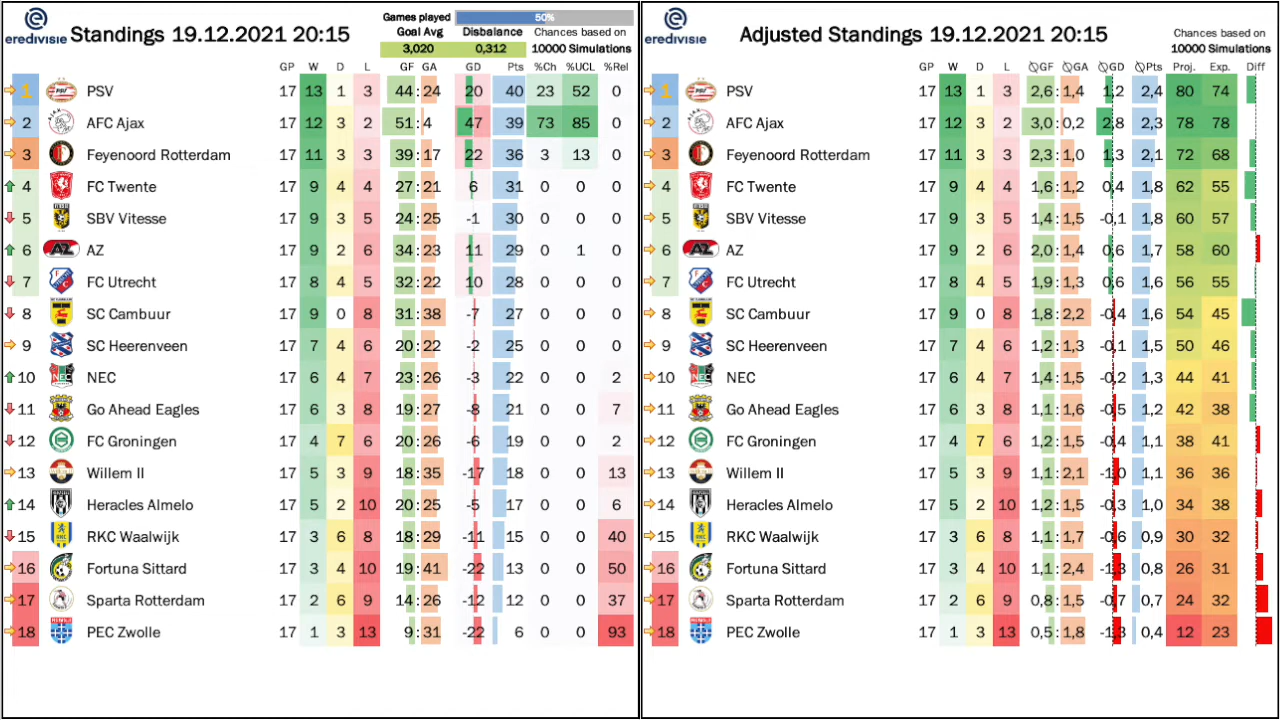 Games played 50%
eredivisie Standings 19.12.2021 20:15
Goal Avg Disbalance Chances based on
3,020 0,312 10000 Simulations
GP W D L GF GA GD Pts %Ch %UCL %Rel
1 PSV 17 13 1 3 44 : 24 20 40 23 52 0
2 AFC Ajax 17 12 3 2 51 : 4 47 39 73 85 0
3 Feyenoord Rotterdam 17 11 3 3 39 : 17 22 36 3 13 0
4 FC Twente 17 9 4 4 27 : 21 6 31 0 0 0
5 SBV Vitesse 17 9 3 5 24 : 25 -1 30 0 0 0
6 AZ 17 9 2 6 34 : 23 11 29 0 1 0
7 FC Utrecht 17 8 4 5 32 : 22 10 28 0 0 0
8 SC Cambuur 17 9 0 8 31 : 38 -7 27 0 0 0
9 SC Heerenveen 17 7 4 6 20 : 22 -2 25 0 0 0
10 NEC 17 6 4 7 23 : 26 -3 22 0 0 2
11 Go Ahead Eagles 17 6 3 8 19 : 27 -8 21 0 0 7
12 FC Groningen 17 4 7 6 20 : 26 -6 19 0 0 2
13 Willem II 17 5 3 9 18 : 35 -17 18 0 0 13
14 Heracles Almelo 17 5 2 10 20 : 25 -5 17 0 0 6
15 RKC Waalwijk 17 3 6 8 18 : 29 -11 15 0 0 40
16 Fortuna Sittard 17 3 4 10 19 : 41 -22 13 0 0 50
17 Sparta Rotterdam 17 2 6 9 14 : 26 -12 12 0 0 37
18 PEC Zwolle 17 1 3 13 9 : 31 -22 6 0 0 93
eredivisie Adjusted Standings 19.12.2021 20:15
Chances based on
10000 Simulations
GP W D L ∅GF ∅GA ∅GD ∅Pts Proj. Exp. Diff
1 PSV 17 13 1 3 2,6 : 1,4 1,2 2,4 80 74
2 AFC Ajax 17 12 3 2 3,0 : 0,2 2,8 2,3 78 78
3 Feyenoord Rotterdam 17 11 3 3 2,3 : 1,0 1,3 2,1 72 68
4 FC Twente 17 9 4 4 1,6 : 1,2 0,4 1,8 62 55
5 SBV Vitesse 17 9 3 5 1,4 : 1,5 -0,1 1,8 60 57
6 AZ 17 9 2 6 2,0 : 1,4 0,6 1,7 58 60
7 FC Utrecht 17 8 4 5 1,9 : 1,3 0,6 1,6 56 55
8 SC Cambuur 17 9 0 8 1,8 : 2,2 -0,4 1,6 54 45
9 SC Heerenveen 17 7 4 6 1,2 : 1,3 -0,1 1,5 50 46
10 NEC 17 6 4 7 1,4 : 1,5 -0,2 1,3 44 41
11 Go Ahead Eagles 17 6 3 8 1,1 : 1,6 -0,5 1,2 42 38
12 FC Groningen 17 4 7 6 1,2 : 1,5 -0,4 1,1 38 41
13 Willem II 17 5 3 9 1,1 : 2,1 -1,0 1,1 36 36
14 Heracles Almelo 17 5 2 10 1,2 : 1,5 -0,3 1,0 34 38
15 RKC Waalwijk 17 3 6 8 1,1 : 1,7 -0,6 0,9 30 32
16 Fortuna Sittard 17 3 4 10 1,1 : 2,4 -1,3 0,8 26 31
17 Sparta Rotterdam 17 2 6 9 0,8 : 1,5 -0,7 0,7 24 32
18 PEC Zwolle 17 1 3 13 0,5 : 1,8 -1,3 0,4 12 23